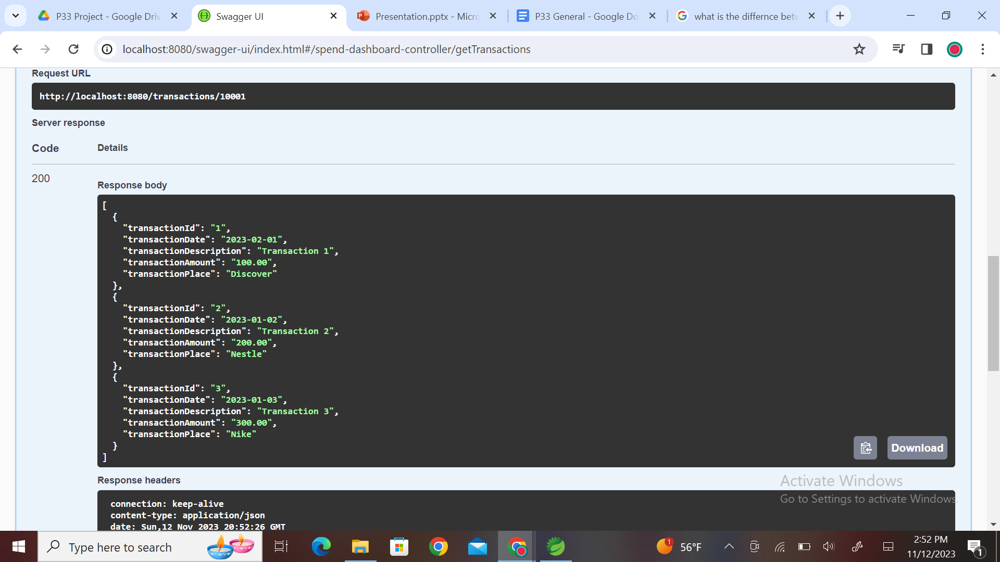 P33 Project - Google Driv
Swagger UI
Presentation.pptx - Micro
P33 General - Google Do
what is the differnce betw
localhost:8080/swagger-ui/index.html#/spend-dashboard-controller/getTransactions
Request URL
http://localhost:8080/transactions/10001
Server response
Code Details
200
Response body
[
  {
    "transactionId": "1",
    "transactionDate": "2023-02-01",
    "transactionDescription": "Transaction 1",
    "transactionAmount": "100.00",
    "transactionPlace": "Discover"
  },
  {
    "transactionId": "2",
    "transactionDate": "2023-01-02",
    "transactionDescription": "Transaction 2",
    "transactionAmount": "200.00",
    "transactionPlace": "Nestle"
  },
  {
    "transactionId": "3",
    "transactionDate": "2023-01-03",
    "transactionDescription": "Transaction 3",
    "transactionAmount": "300.00",
    "transactionPlace": "Nike"
  }
]
Download
Response headers
connection: keep-alive
content-type: application/json
date: Sun,12 Nov 2023 20:52:26 GMT
Activate Windows
Go to Settings to activate Windows.
Type here to search
1
56°F
2:52 PM
11/12/2023
1